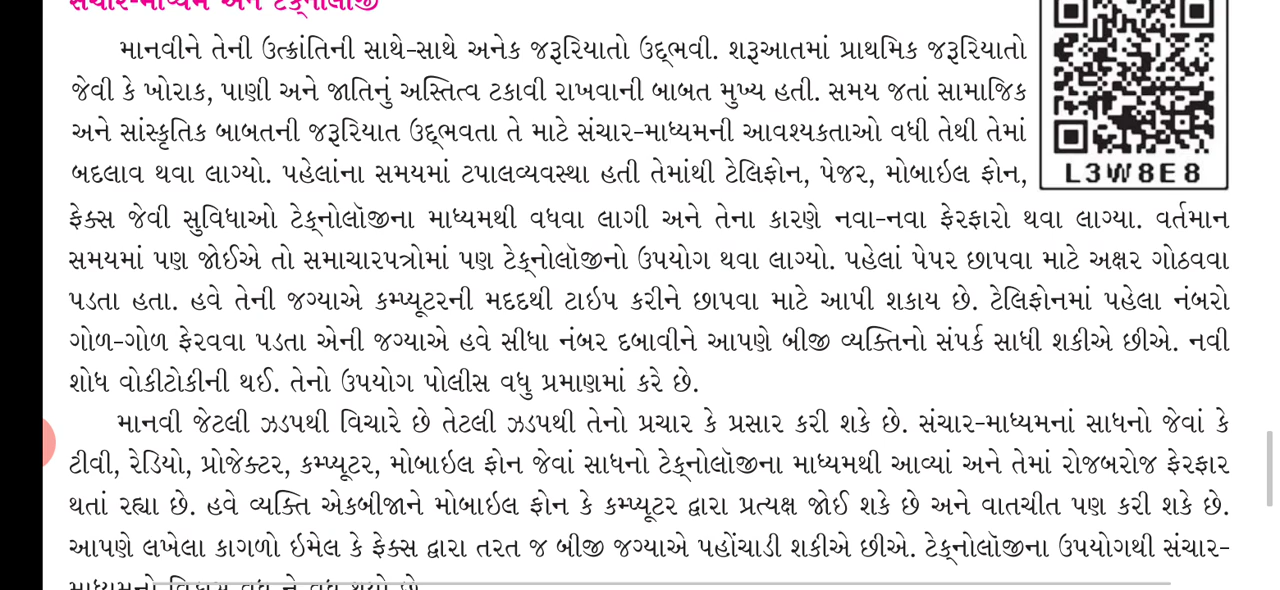 સંચાર-માધ્યમ અને ટેક્નોલૉજી
માનવીને તેની ઉત્ક્રાંતિની સાથે-સાથે અનેક જરૂરિયાતો ઉદ્ભવી. શરૂઆતમાં પ્રાથમિક જરૂરિયાતો
જેવી કે ખોરાક, પાણી અને જાતિનું અસ્તિત્વ ટકાવી રાખવાની બાબત મુખ્ય હતી. સમય જતાં સામાજિક
અને સાંસ્કૃતિક બાબતની જરૂરિયાત ઉદ્ભવતા તે માટે સંચાર-માધ્યમની આવશ્યકતાઓ વધી તેથી તેમાં
બદલાવ થવા લાગ્યો. પહેલાંના સમયમાં ટપાલવ્યવસ્થા હતી તેમાંથી ટેલિફોન, પેજર, મોબાઇલ ફોન,
L3W8E8
ફેક્સ જેવી સુવિધાઓ ટેક્નોલૉજીના માધ્યમથી વધવા લાગી અને તેના કારણે નવા-નવા ફેરફારો થવા લાગ્યા. વર્તમાન
સમયમાં પણ જોઈએ તો સમાચારપત્રોમાં પણ ટેક્નોલૉજીનો ઉપયોગ થવા લાગ્યો. પહેલાં પેપર છાપવા માટે અક્ષર ગોઠવવા
પડતા હતા. હવે તેની જગ્યાએ કમ્પ્યૂટરની મદદથી ટાઇપ કરીને છાપવા માટે આપી શકાય છે. ટેલિફોનમાં પહેલા નંબરો
ગોળ-ગોળ ફેરવવા પડતા એની જગ્યાએ હવે સીધા નંબર દબાવીને આપણે બીજી વ્યક્તિનો સંપર્ક સાધી શકીએ છીએ. નવી
શોધ વોકીટોકીની થઈ. તેનો ઉપયોગ પોલીસ વધુ પ્રમાણમાં કરે છે.
માનવી જેટલી ઝડપથી વિચારે છે તેટલી ઝડપથી તેનો પ્રચાર કે પ્રસાર કરી શકે છે. સંચાર-માધ્યમનાં સાધનો જેવાં કે
ટીવી, રેડિયો, પ્રોજેક્ટર, કમ્પ્યૂટર, મોબાઇલ ફોન જેવાં સાધનો ટેક્નોલૉજીના માધ્યમથી આવ્યાં અને તેમાં રોજબરોજ ફેરફાર
થતાં રહ્યા છે. હવે વ્યક્તિ એકબીજાને મોબાઇલ ફોન કે કમ્પ્યૂટર દ્વારા પ્રત્યક્ષ જોઈ શકે છે અને વાતચીત પણ કરી શકે છે.
આપણે લખેલા કાગળો ઇમેલ કે ફેક્સ દ્વારા તરત જ બીજી જગ્યાએ પહોંચાડી શકીએ છીએ. ટેક્નોલૉજીના ઉપયોગથી સંચાર-